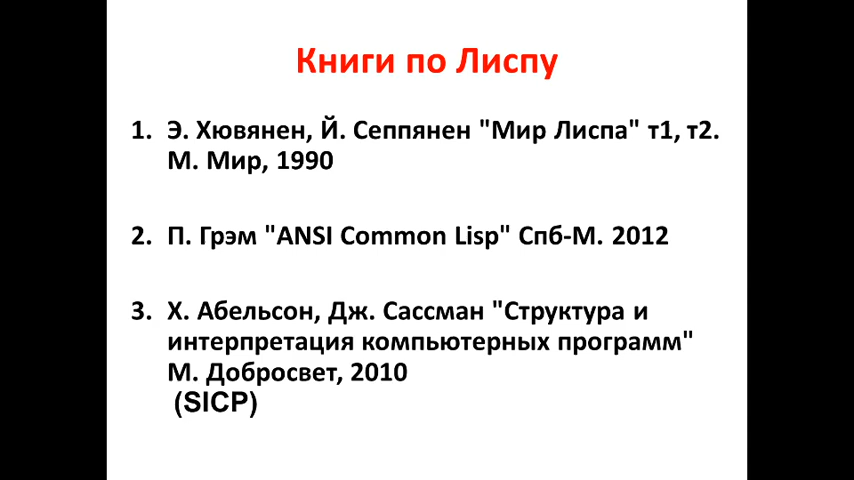 Книги по Лиспу
1. Э. Хювянен, Й. Сеппянен "Мир Лиспа" т1, т2.
М. Мир, 1990
2. П. Грэм "ANSI Common Lisp" Спб-М. 2012
3. Х. Абельсон, Дж. Сассман "Структура и
интерпретация компьютерных программ"
М. Добросвет, 2010
(SICP)